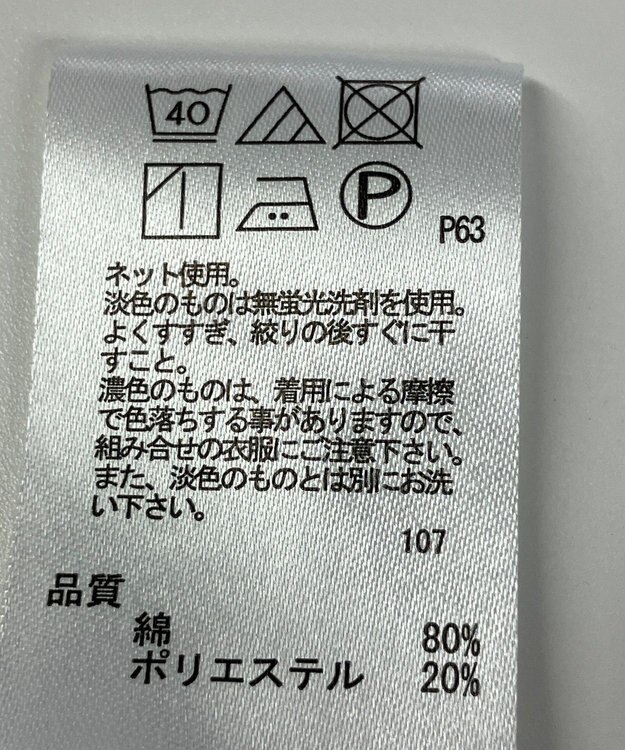 40
P
P63
ネット使用。
淡色のものは無蛍光洗剤を使用。
よくすすぎ、絞りの後すぐに干
すこと。
濃色のものは、着用による摩擦
で色落ちする事がありますので、
組み合せの衣服にご注意下さい。
また、淡色のものとは別にお洗
い下さい。
107
品質
綿 80%
ポリエステル 20%